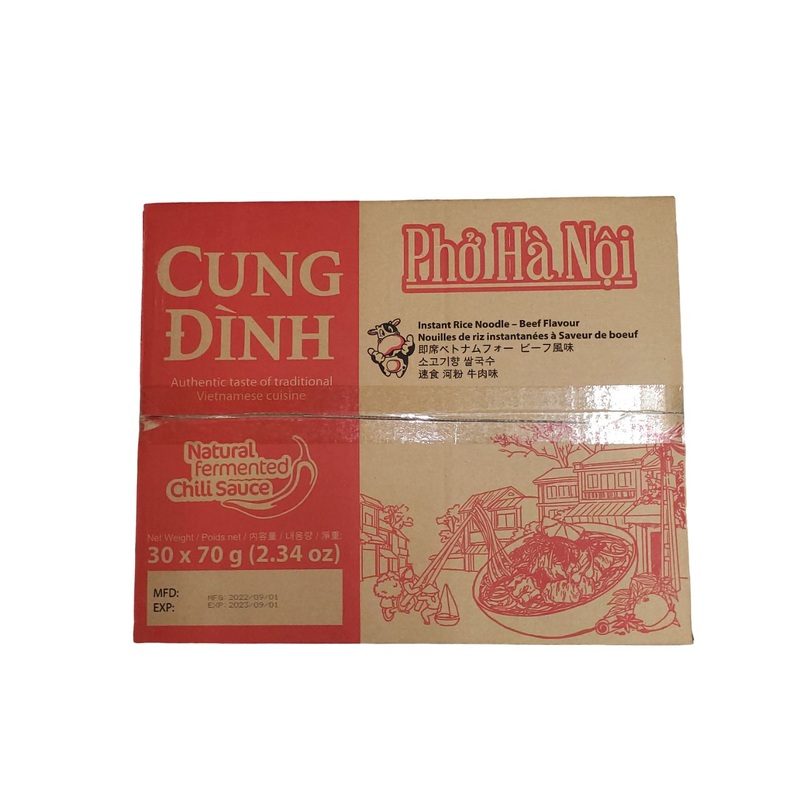 CUNG
ĐÌNH
Authentic taste of traditional
Vietnamese cuisine
Phở Hà Nội
Instant Rice Noodle – Beef Flavour
Nouilles de riz instantanées à Saveur de boeuf
即席ベトナムフォー ビーフ風味
소고기향 쌀국수
速食 河粉 牛肉味
Natural
fermented
Chili Sauce
Net Weight / Poids net / 内容量 / 내용량 / 淨重:
30 x 70 g (2.34 oz)
MFD: MFG 2022/09/01
EXP: EXP 2023/09/01